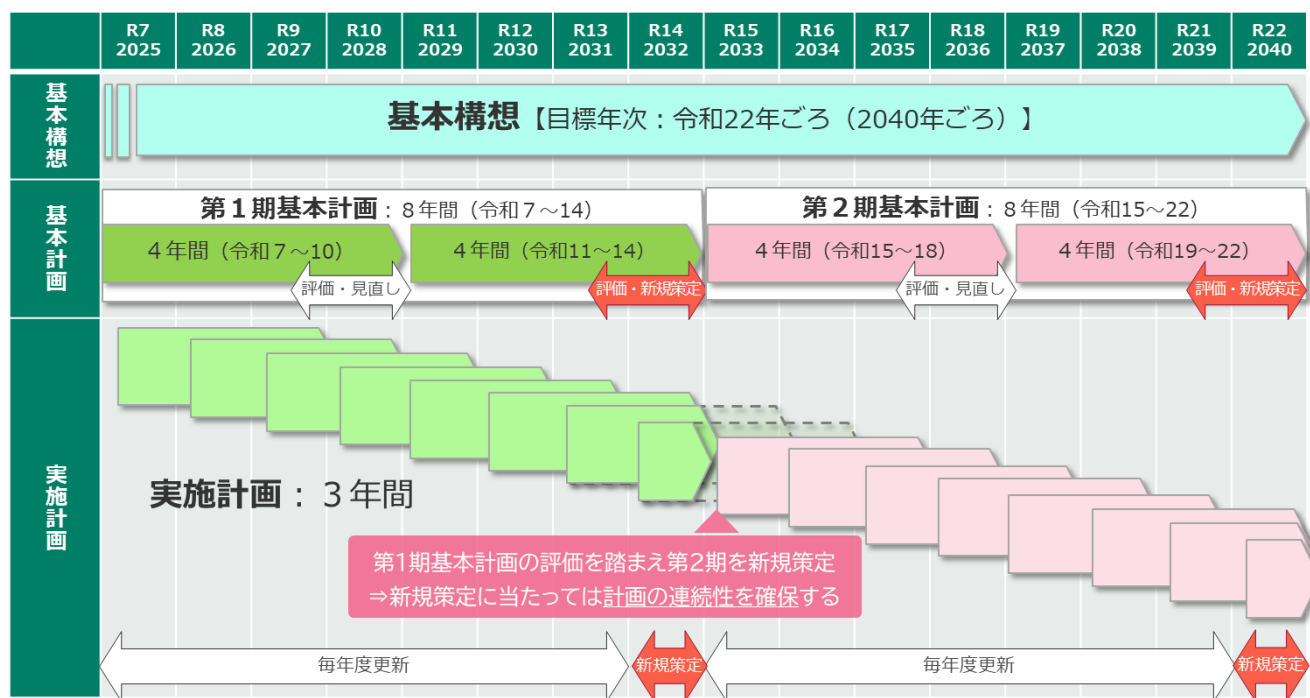 R7 R8 R9 R10 R11 R12 R13 R14 R15 R16 R17 R18 R19 R20 R21 R22
2025 2026 2027 2028 2029 2030 2031 2032 2033 2034 2035 2036 2037 2038 2039 2040
基本構想
基本構想【目標年次：令和22年ごろ（2040年ごろ）】
基本計画
第１期基本計画：８年間（令和７～14） 第２期基本計画：８年間（令和15～22）
４年間（令和７～10） ４年間（令和11～14） ４年間（令和15～18） ４年間（令和19～22）
評価・見直し 評価・新規策定 評価・見直し 評価・新規策定
実施計画
実施計画：３年間
第1期基本計画の評価を踏まえ第2期を新規策定
⇒新規策定に当たっては計画の連続性を確保する
毎年度更新 新規策定 毎年度更新 新規策定